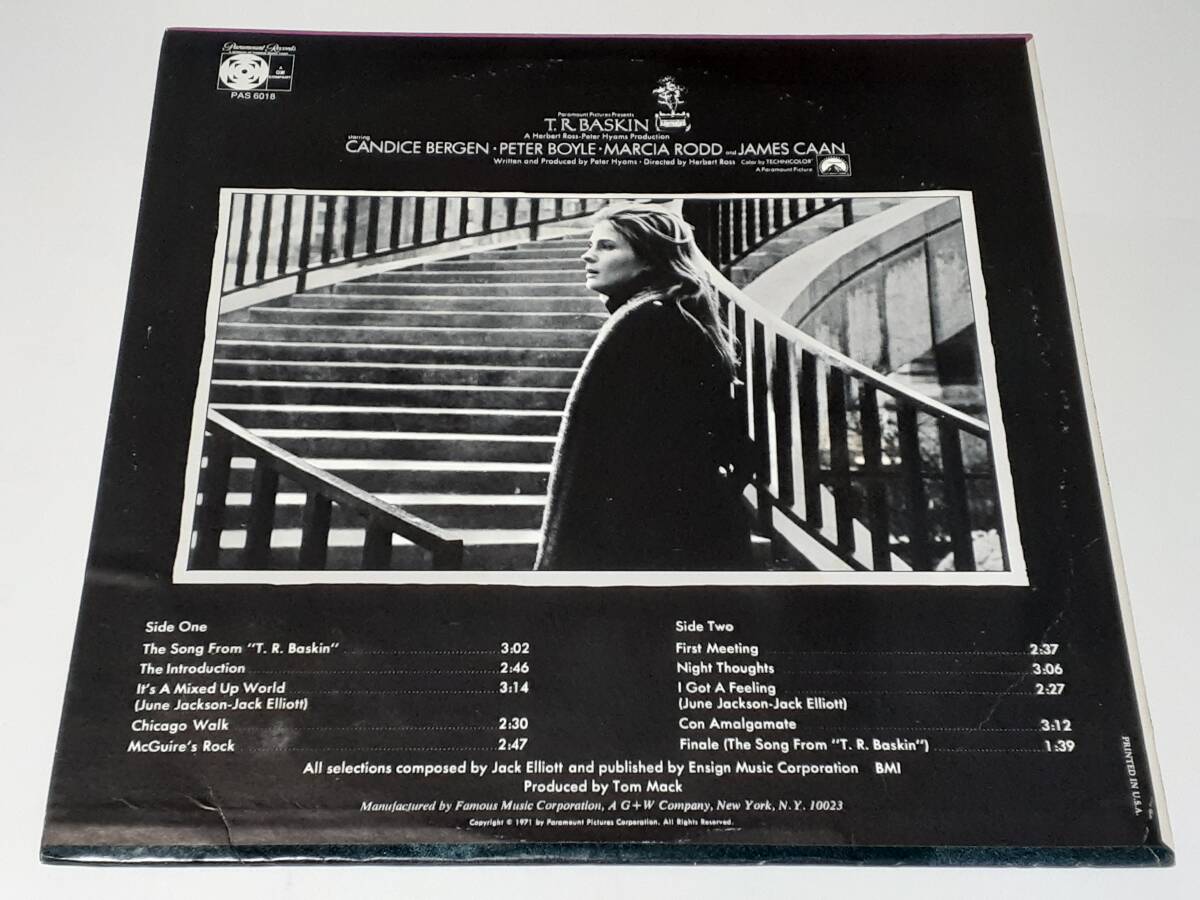 Paramount Records
A
G+W
COMPANY
PAS 6018
Paramount Pictures Presents
T. R. BASKIN
A Herbert Ross-Peter Hyams Production
starring
CANDICE BERGEN · PETER BOYLE · MARCIA RODD and JAMES CAAN
Written and Produced by Peter Hyams · Directed by Herbert Ross Color by TECHNICOLOR®
A Paramount Picture
Side One
The Song From "T. R. Baskin" 3:02
The Introduction 2:46
It's A Mixed Up World 3:14
(June Jackson-Jack Elliott)
Chicago Walk 2:30
McGuire's Rock 2:47
Side Two
First Meeting 2:37
Night Thoughts 3:06
I Got A Feeling 2:27
(June Jackson-Jack Elliott)
Con Amalgamate 3:12
Finale (The Song From "T. R. Baskin") 1:39
All selections composed by Jack Elliott and published by Ensign Music Corporation BMI
Produced by Tom Mack
Manufactured by Famous Music Corporation, A G+W Company, New York, N.Y. 10023
Copyright © 1971 by Paramount Pictures Corporation. All Rights Reserved.
PRINTED IN U.S.A.